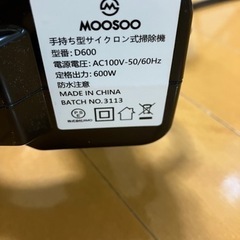 MOOSOO
手持ち型サイクロン式掃除機
型番: D600
電源電圧: AC100V-50/60Hz
定格出力: 600W
防水注意
MADE IN CHINA
BATCH NO.3113